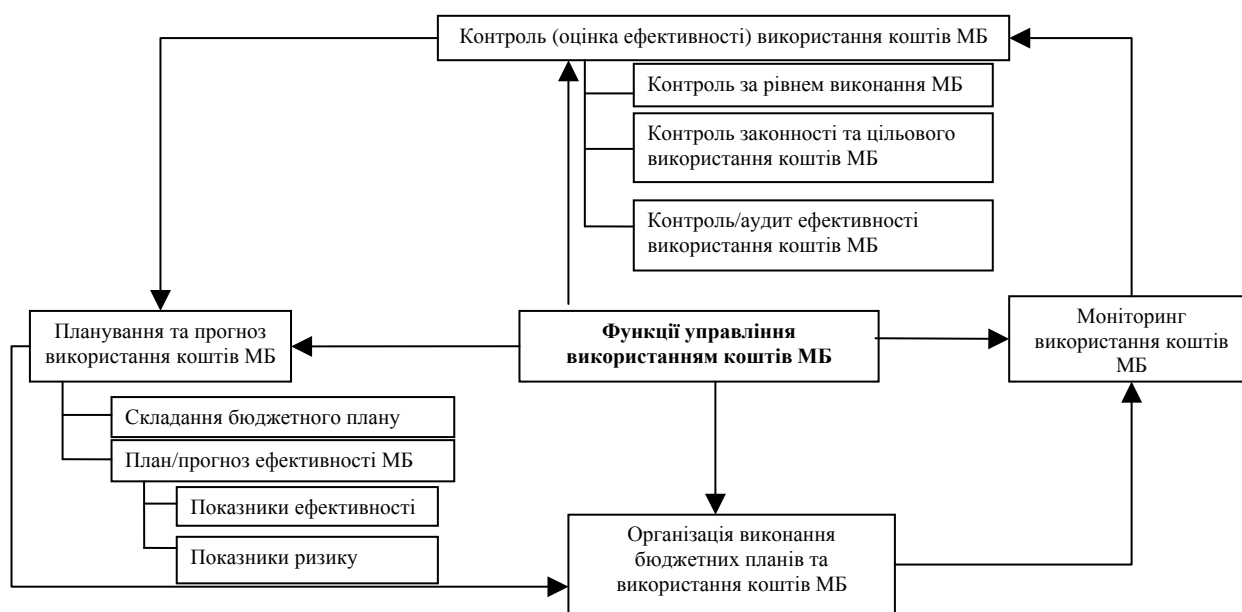 Контроль (оцінка ефективності) використання коштів МБ
Контроль за рівнем виконання МБ
Контроль законності та цільового
використання коштів МБ
Контроль/аудит ефективності
використання коштів МБ
Планування та прогноз
використання коштів МБ
Функції управління
використанням коштів МБ
Моніторинг
використання коштів
МБ
Складання бюджетного плану
План/прогноз ефективності МБ
Показники ефективності
Показники ризику
Організація виконання
бюджетних планів та
використання коштів МБ